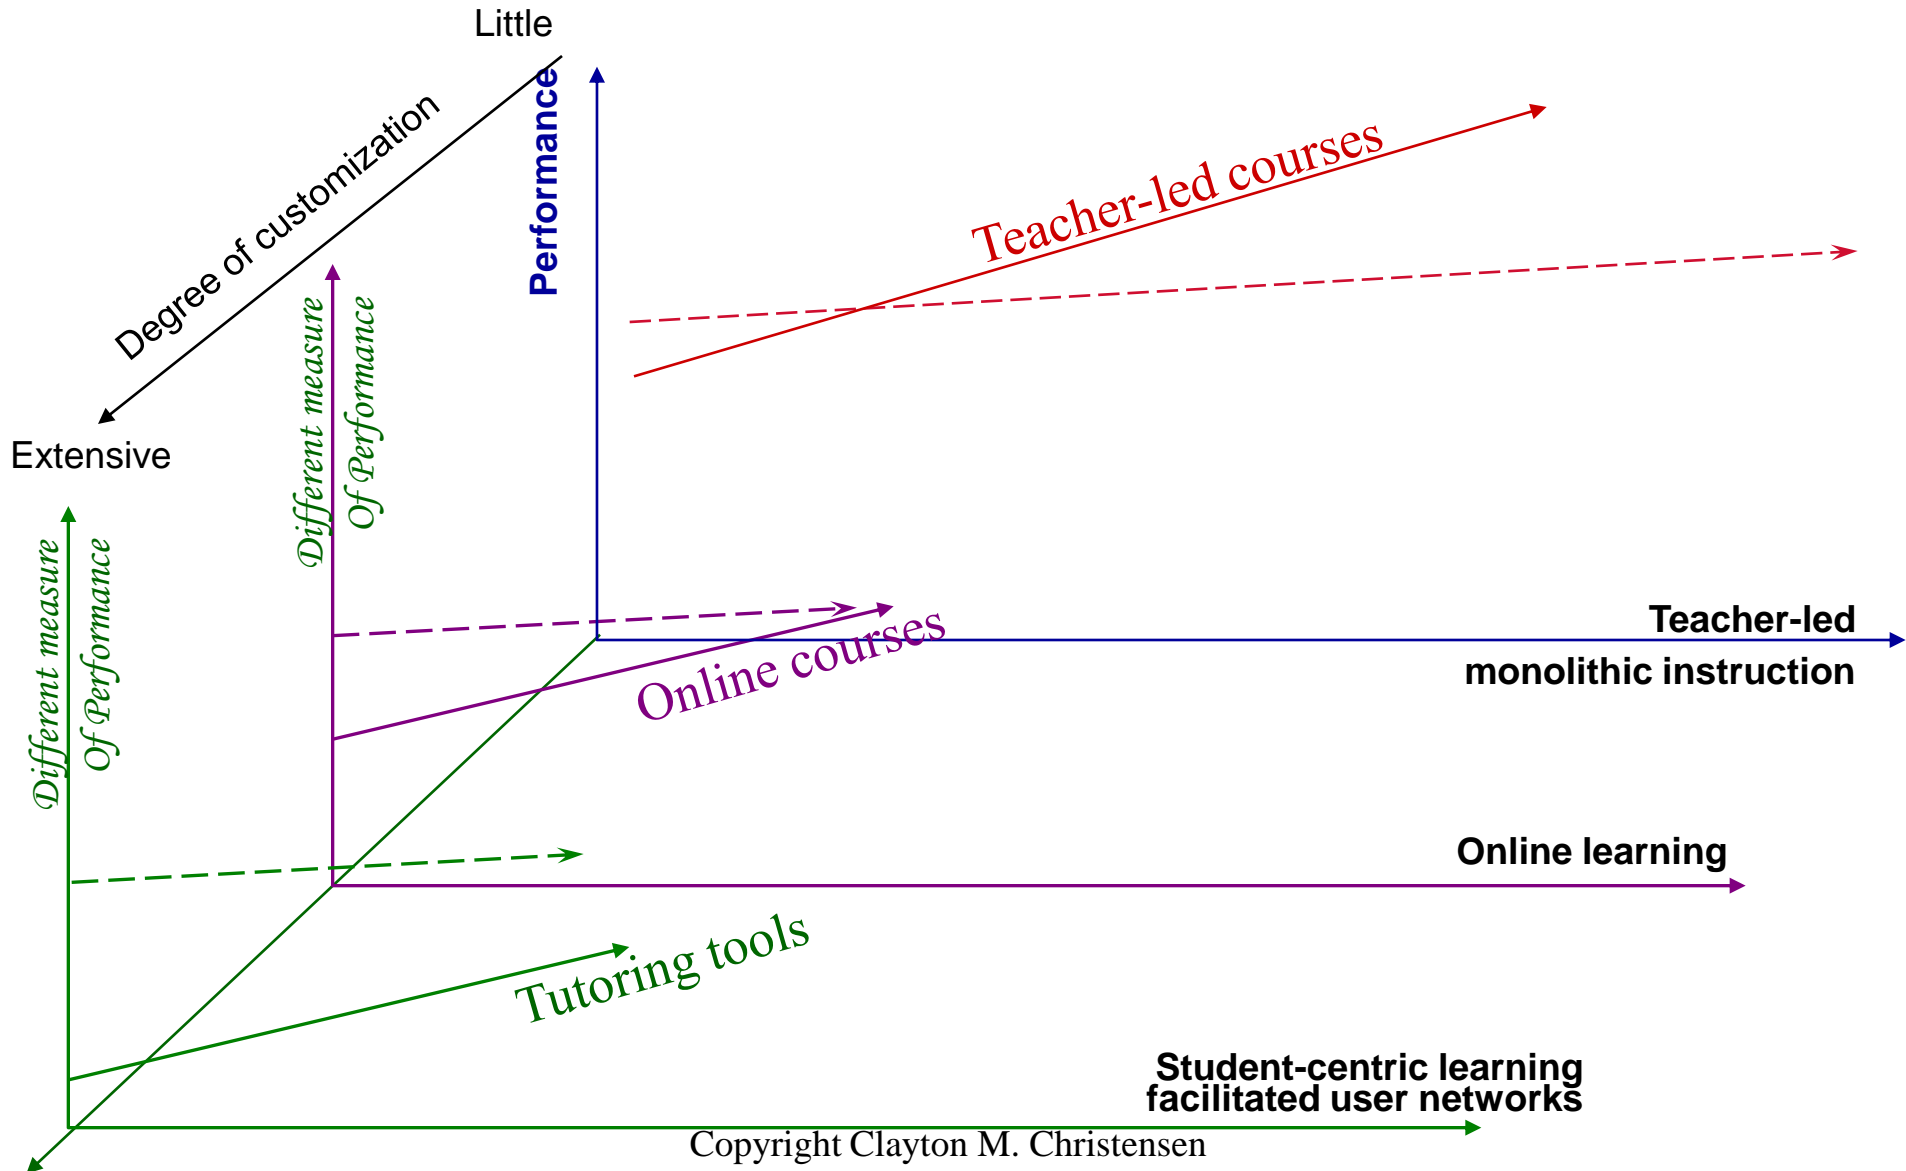 Little
Performance
Degree of customization
Teacher-led courses
Different measure
Of Performance
Extensive
Different measure
Of Performance
Teacher-led
monolithic instruction
Online courses
Online learning
Tutoring tools
Student-centric learning
facilitated user networks
Copyright Clayton M. Christensen